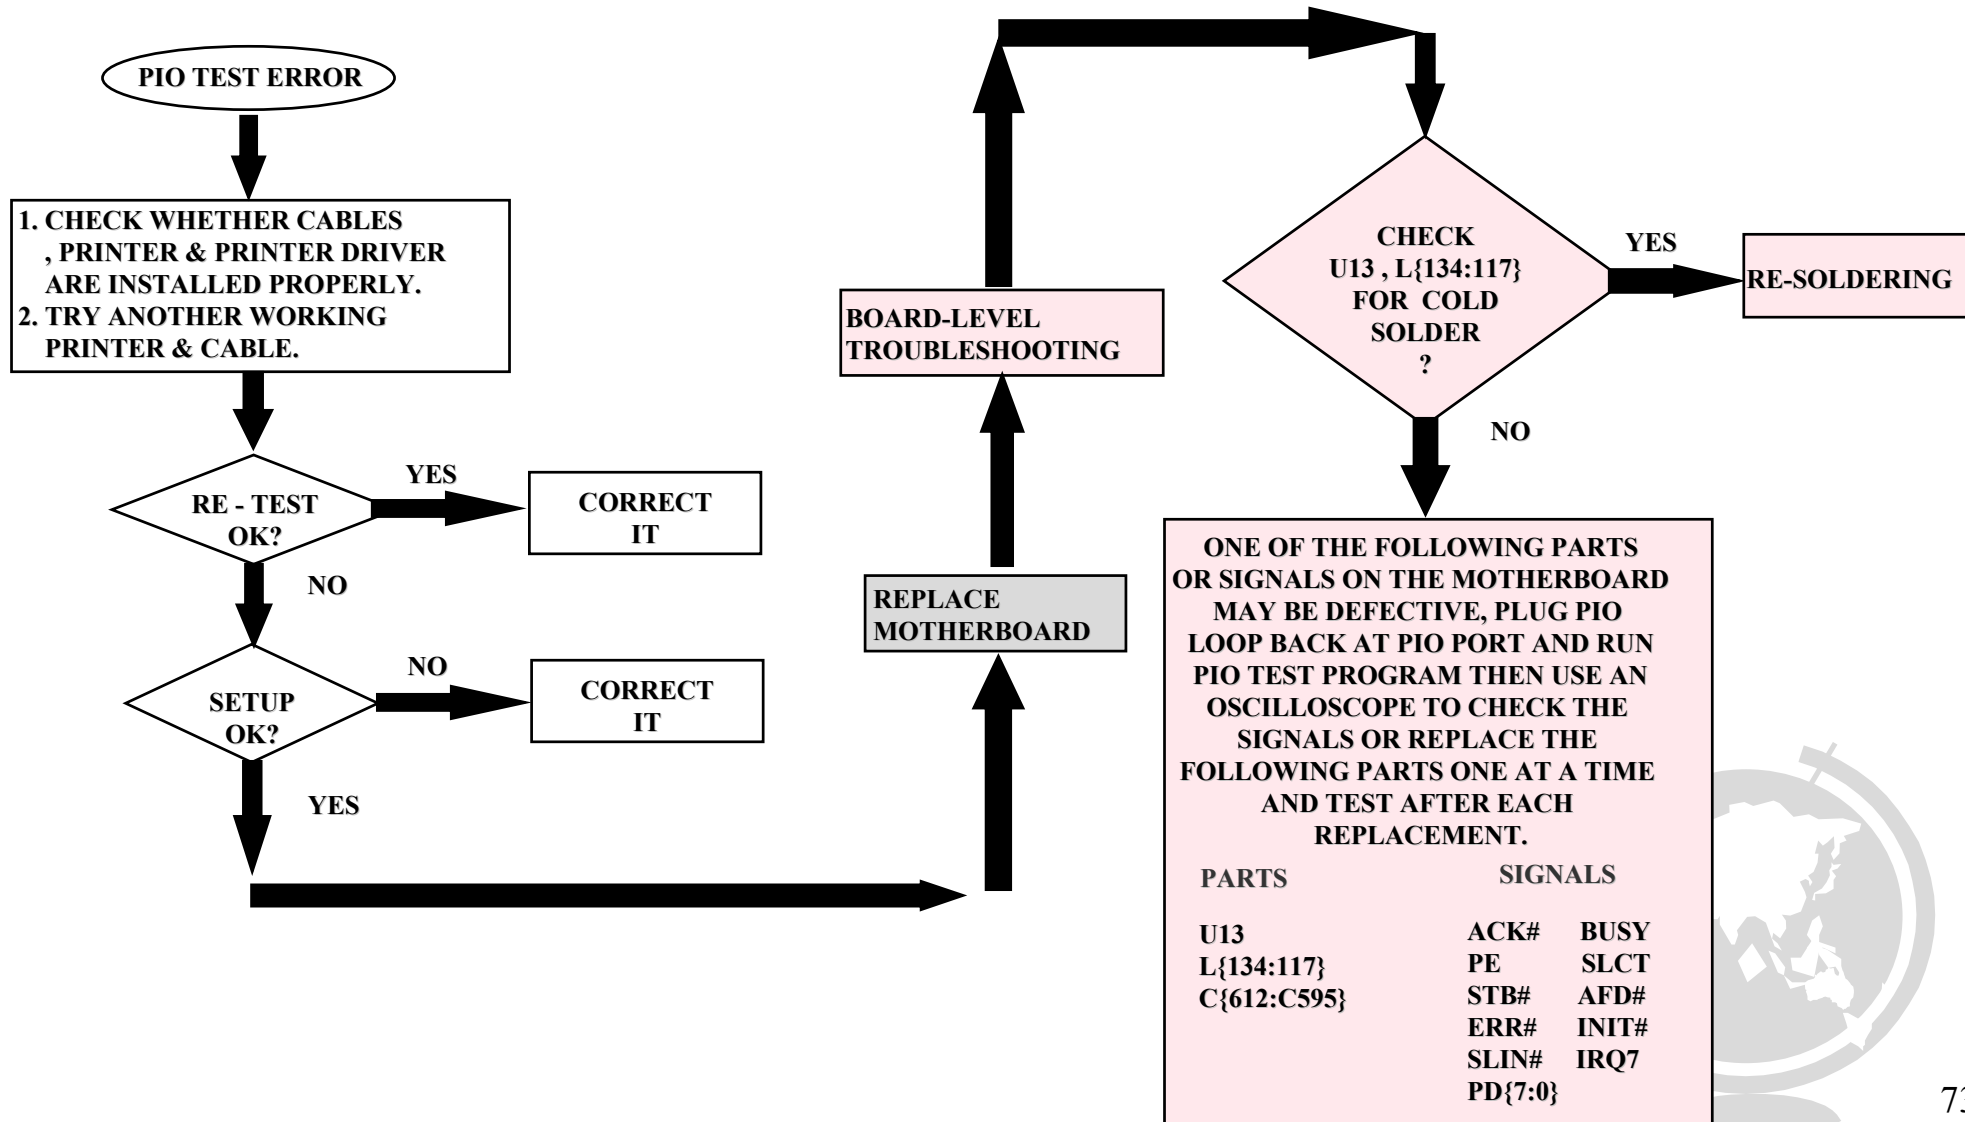 PIO TEST ERROR
1. CHECK WHETHER CABLES
, PRINTER & PRINTER DRIVER
ARE INSTALLED PROPERLY.
2. TRY ANOTHER WORKING
PRINTER & CABLE.
RE - TEST
OK?
YES
CORRECT
IT
NO
SETUP
OK?
NO
CORRECT
IT
YES
REPLACE
MOTHERBOARD
BOARD-LEVEL
TROUBLESHOOTING
CHECK
U13 , L{134:117}
FOR COLD
SOLDER
?
YES
RE-SOLDERING
NO
ONE OF THE FOLLOWING PARTS
OR SIGNALS ON THE MOTHERBOARD
MAY BE DEFECTIVE, PLUG PIO
LOOP BACK AT PIO PORT AND RUN
PIO TEST PROGRAM THEN USE AN
OSCILLOSCOPE TO CHECK THE
SIGNALS OR REPLACE THE
FOLLOWING PARTS ONE AT A TIME
AND TEST AFTER EACH
REPLACEMENT.
PARTS
U13
L{134:117}
C{612:C595}
SIGNALS
ACK# BUSY
PE SLCT
STB# AFD#
ERR# INIT#
SLIN# IRQ7
PD{7:0}
73